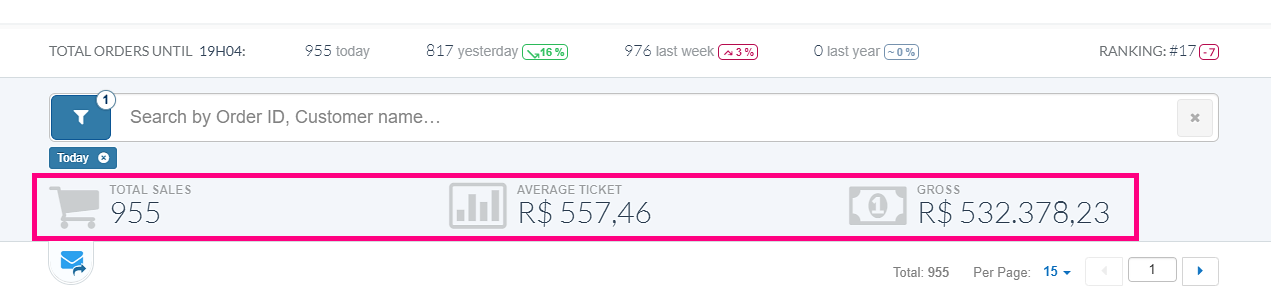 TOTAL ORDERS UNTIL 19H04: 955 today 817 yesterday 16 % 976 last week 3 % 0 last year ~ 0 % RANKING: #17 - 7
1
Search by Order ID, Customer name…
Today
TOTAL SALES AVERAGE TICKET GROSS
955 R$ 557,46 1 R$ 532.378,23
Total: 955 Per Page: 15 1